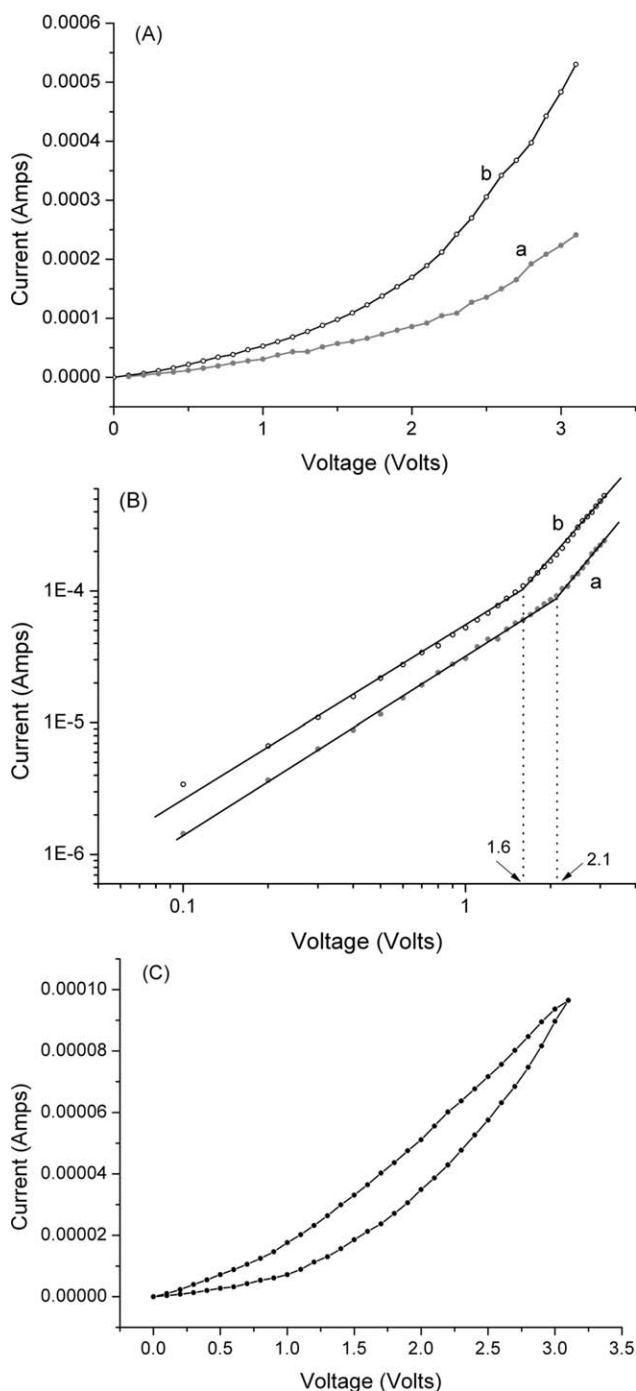 (A)
0.0006
0.0005
0.0004
0.0003
0.0002
0.0001
0.0000
Current (Amps)
b
a
0
1
2
3
Voltage (Volts)
(B)
1E-4
1E-5
1E-6
Current (Amps)
b
a
1.6
2.1
0.1
1
Voltage (Volts)
(C)
0.00010
0.00008
0.00006
0.00004
0.00002
0.00000
Current (Amps)
0.0
0.5
1.0
1.5
2.0
2.5
3.0
3.5
Voltage (Volts)